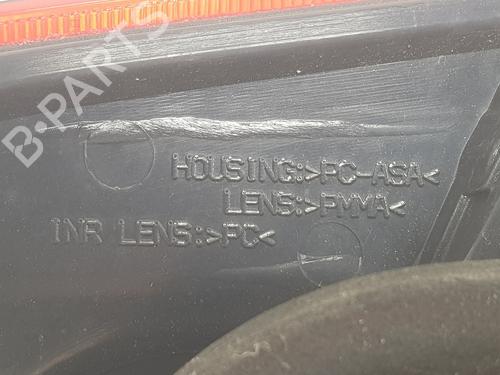 B-PARTS
HOUSING:>PC-ASA<
LENS:>PMMA<
INR LENS:>PC<